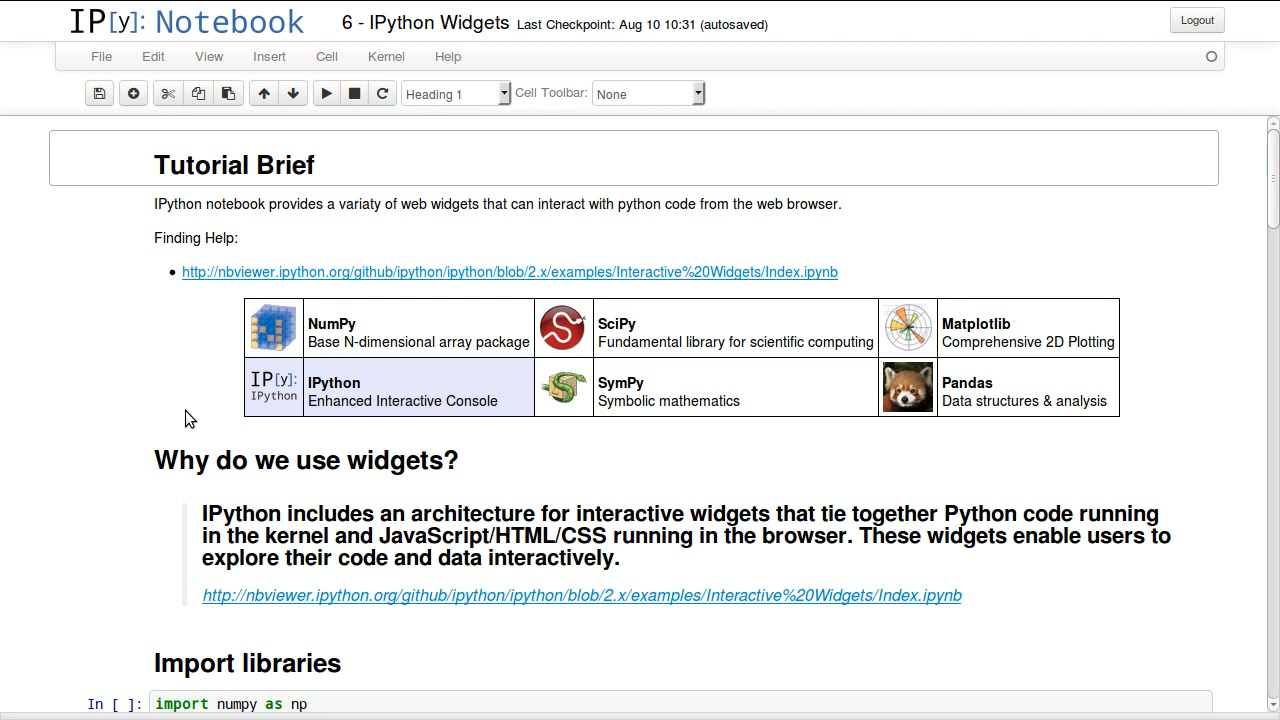 IP[y]: Notebook 6 - IPython Widgets Last Checkpoint: Aug 10 10:31 (autosaved) Logout
File Edit View Insert Cell Kernel Help
Heading 1 Cell Toolbar: None
Tutorial Brief
IPython notebook provides a variaty of web widgets that can interact with python code from the web browser.
Finding Help:
• http://nbviewer.ipython.org/github/ipython/ipython/blob/2.x/examples/Interactive%20Widgets/Index.ipynb
NumPy
Base N-dimensional array package
SciPy
Fundamental library for scientific computing
Matplotlib
Comprehensive 2D Plotting
IP[y]:
IPython
IPython
Enhanced Interactive Console
SymPy
Symbolic mathematics
Pandas
Data structures & analysis
Why do we use widgets?
IPython includes an architecture for interactive widgets that tie together Python code running
in the kernel and JavaScript/HTML/CSS running in the browser. These widgets enable users to
explore their code and data interactively.
http://nbviewer.ipython.org/github/ipython/ipython/blob/2.x/examples/Interactive%20Widgets/Index.ipynb
Import libraries
In [ ]: import numpy as np